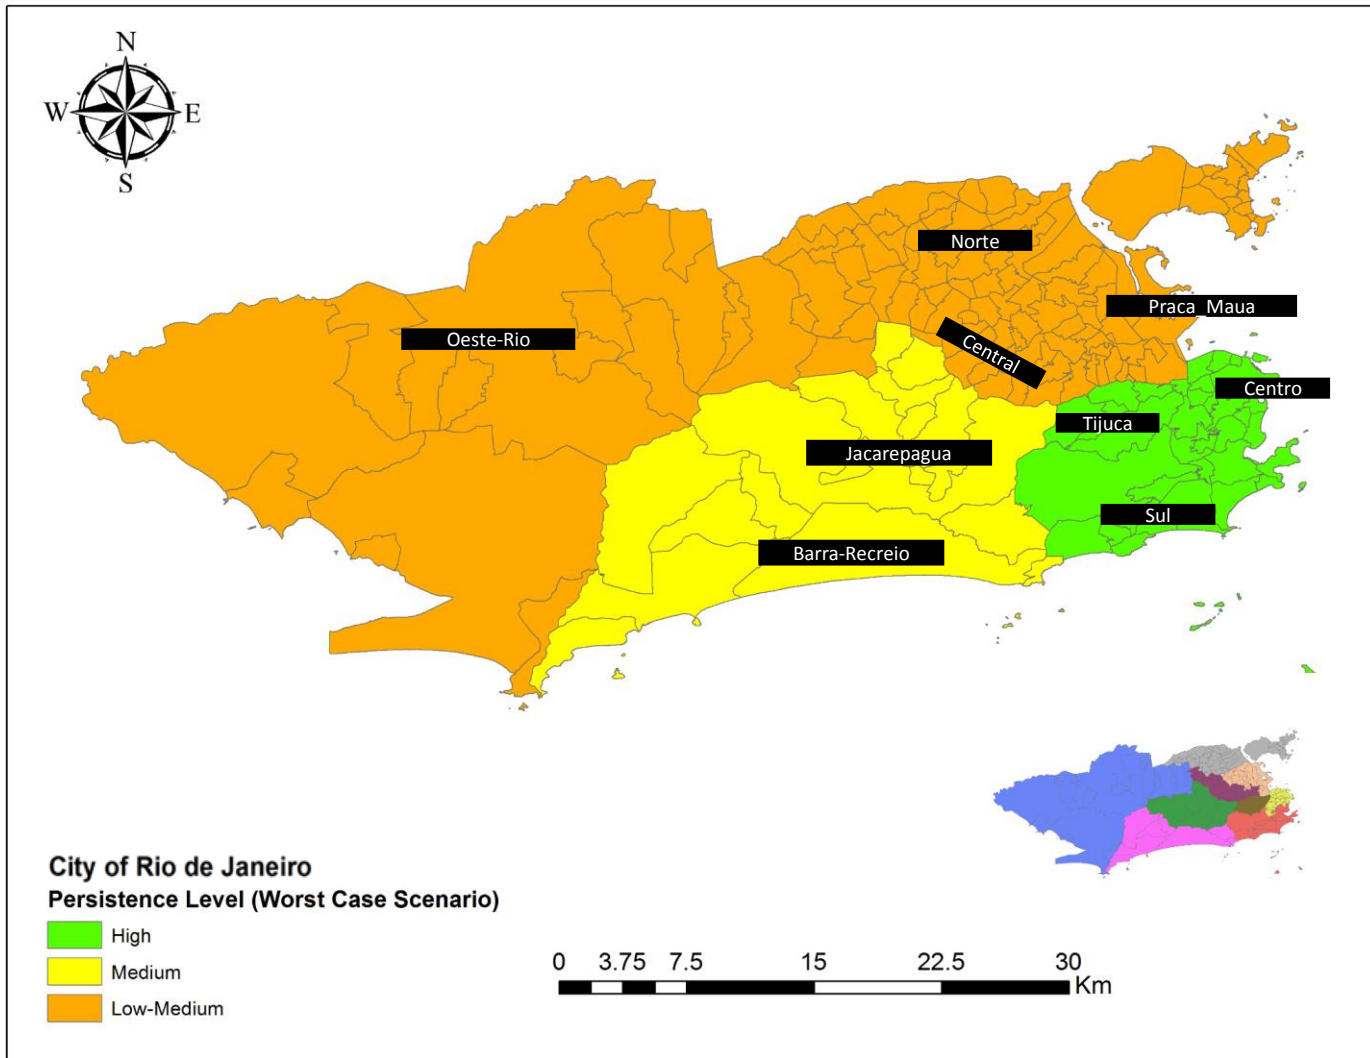 N
W E
S
Norte
Praca_Maua
Oeste-Rio
Central
Centro
Tijuca
Jacarepagua
Sul
Barra-Recreio
City of Rio de Janeiro
Persistence Level (Worst Case Scenario)
High
Medium
Low-Medium
0 3.75 7.5 15 22.5 30
Km